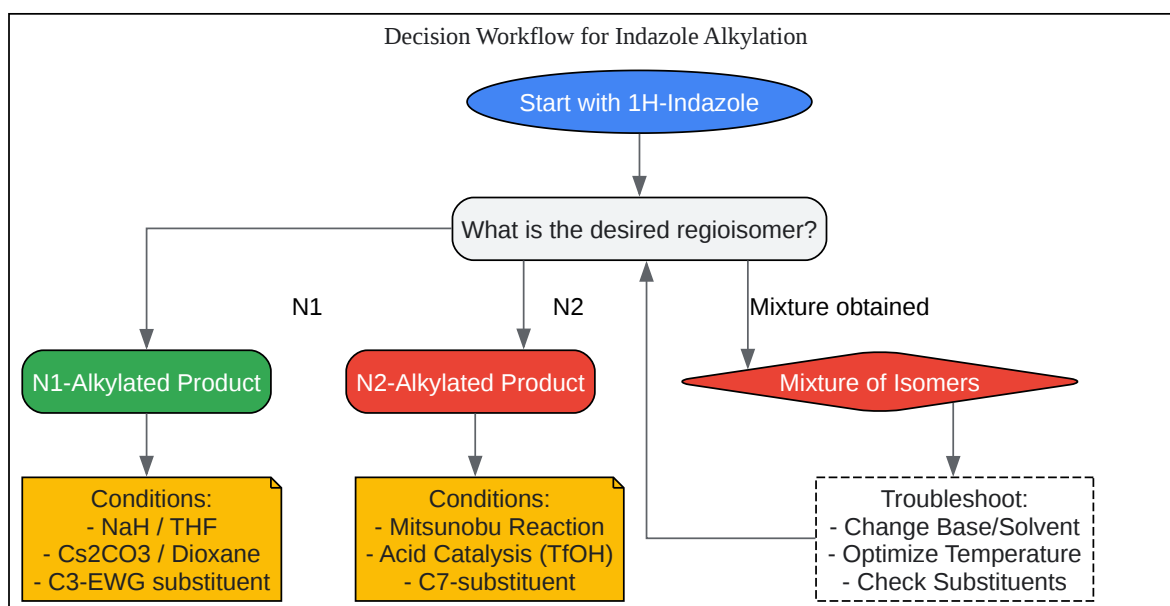 Decision Workflow for Indazole Alkylation
Start with 1H-Indazole
What is the desired regioisomer?
N1
N2
Mixture obtained
N1-Alkylated Product
N2-Alkylated Product
Mixture of Isomers
Conditions:
- NaH / THF
- Cs2CO3 / Dioxane
- C3-EWG substituent
Conditions:
- Mitsunobu Reaction
- Acid Catalysis (TfOH)
- C7-substituent
Troubleshoot:
- Change Base/Solvent
- Optimize Temperature
- Check Substituents